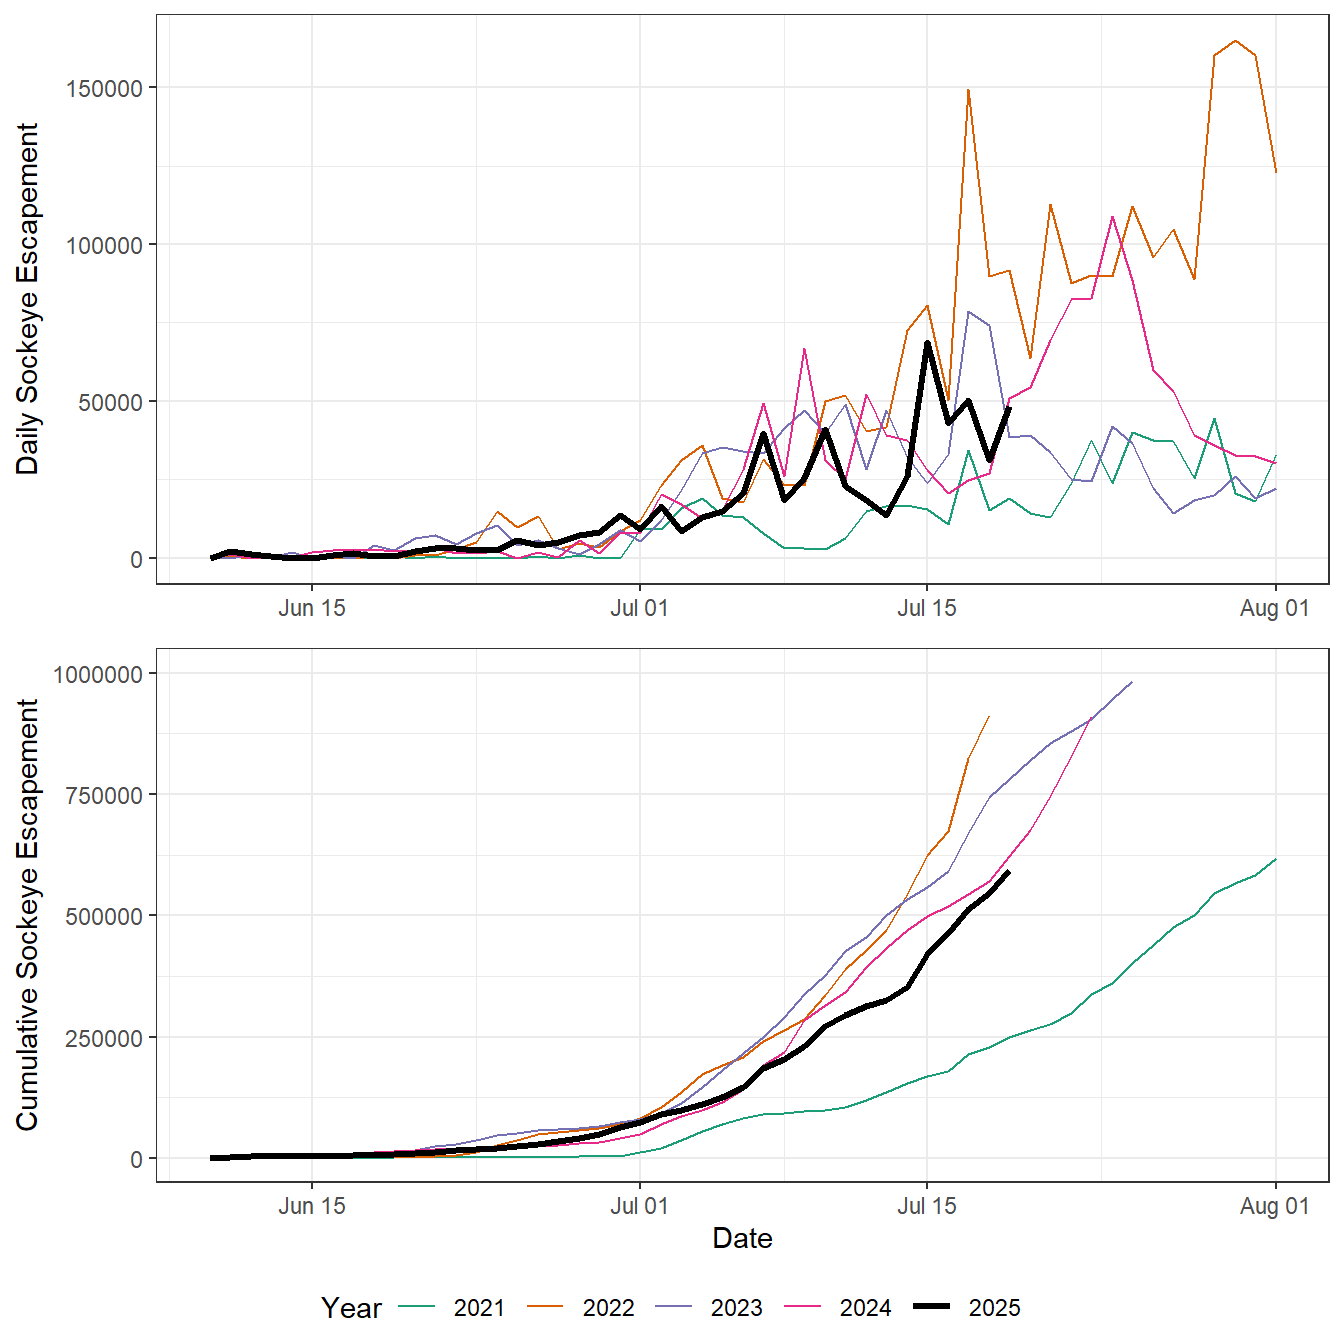 Daily Sockeye Escapement
150000
100000
50000
0
Jun 15 Jul 01 Jul 15 Aug 01
Cumulative Sockeye Escapement
1000000
750000
500000
250000
0
Jun 15 Jul 01 Jul 15 Aug 01
Date
Year 2021 2022 2023 2024 2025